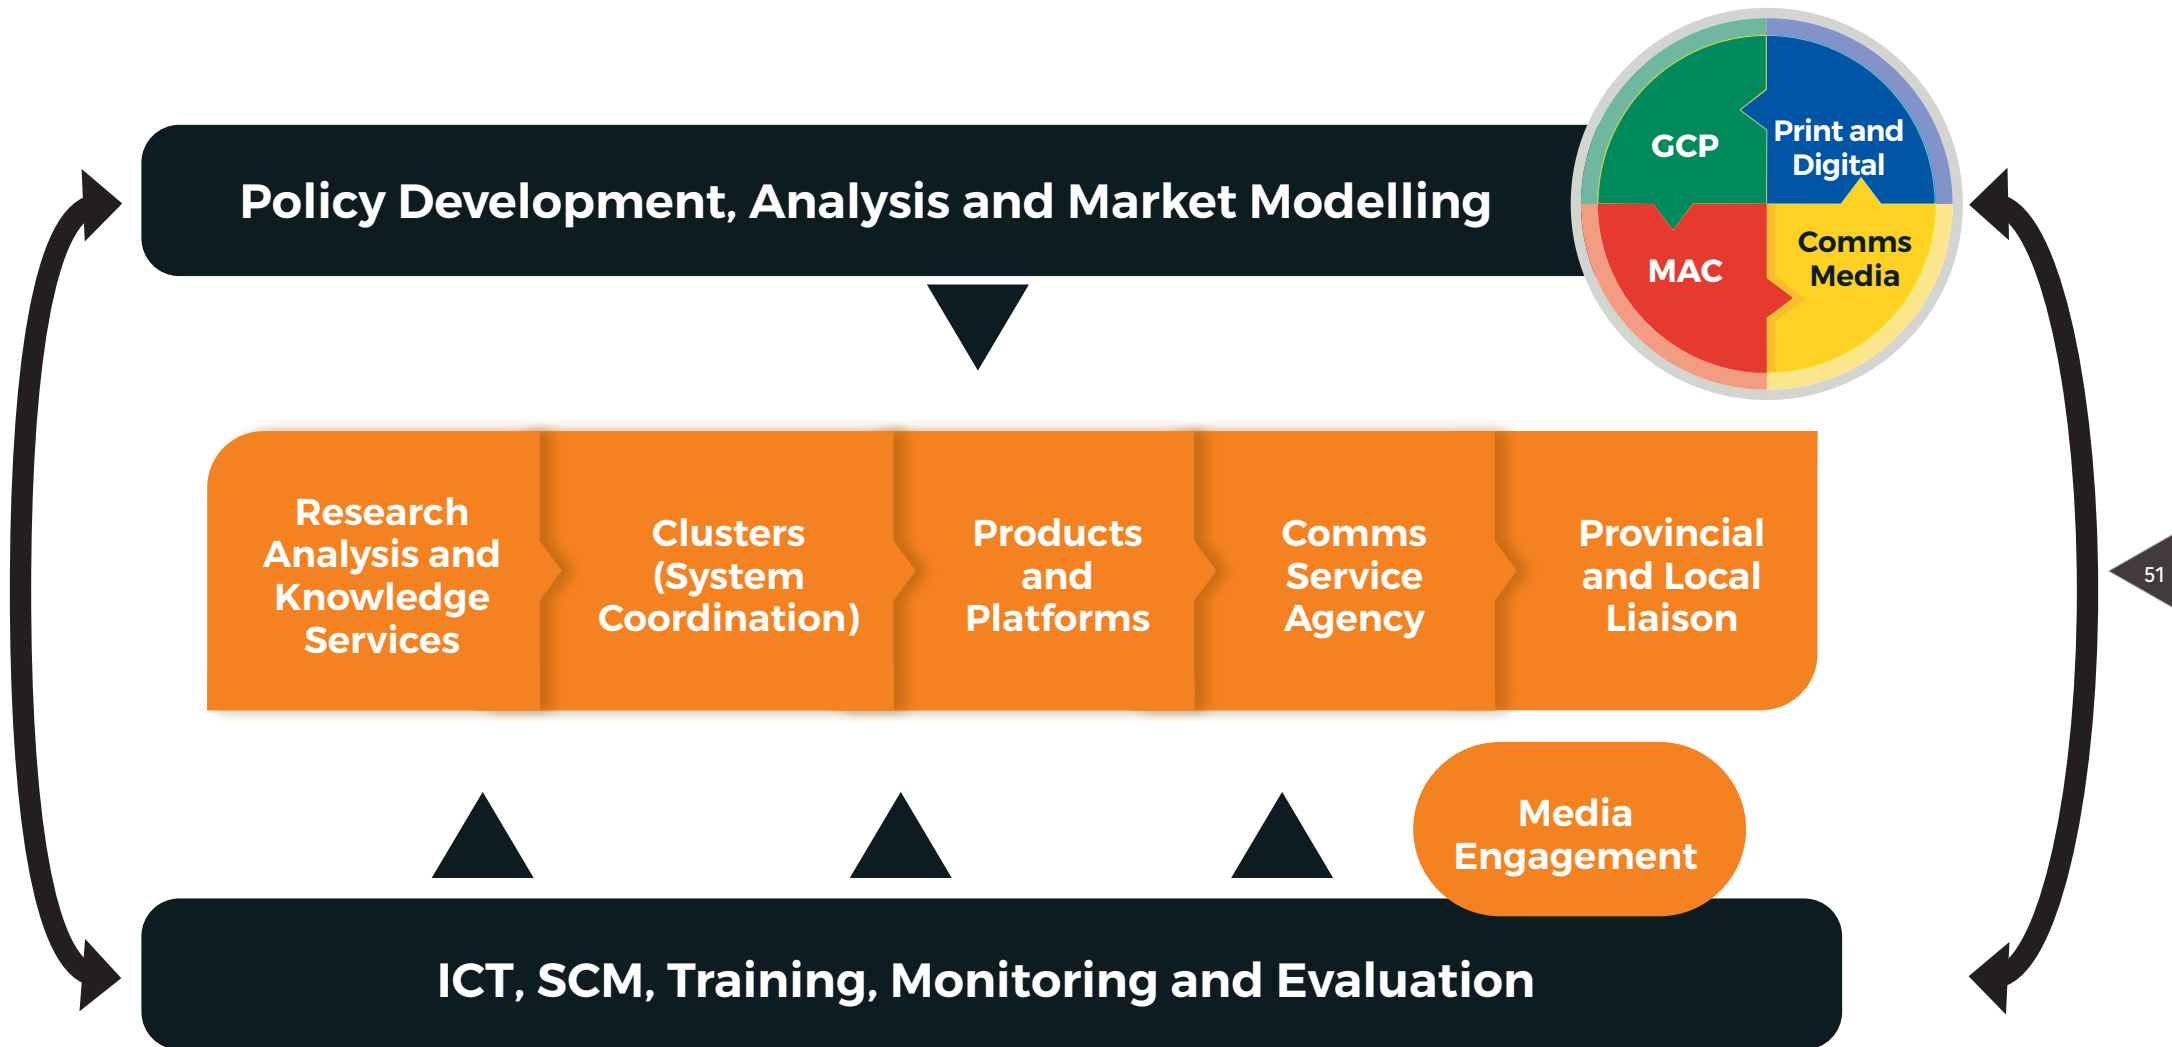 Policy Development, Analysis and Market Modelling
GCP
Print and
Digital
MAC
Comms
Media
Research
Analysis and
Knowledge
Services
Clusters
(System
Coordination)
Products
and
Platforms
Comms
Service
Agency
Provincial
and Local
Liaison
51
Media
Engagement
ICT, SCM, Training, Monitoring and Evaluation